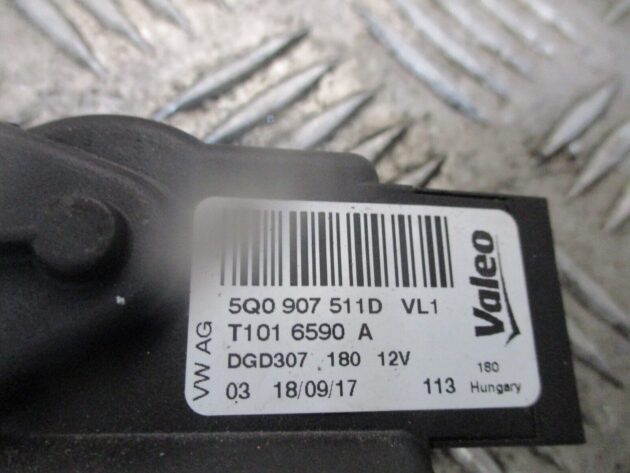 5Q0 907 511D VL1
T101 6590 A
DGD307 180 12V
03 18/09/17 113
VW AG
Valeo
180
Hungary